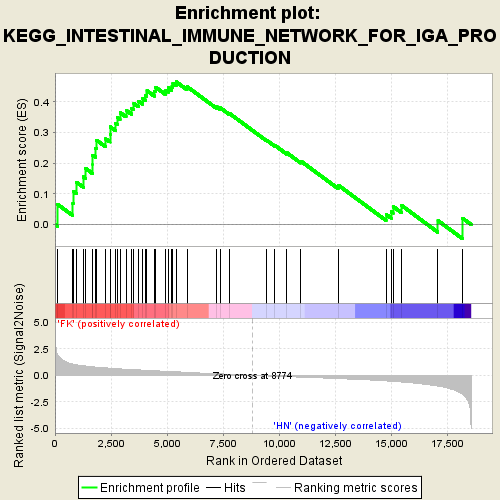 Enrichment plot:
KEGG_INTESTINAL_IMMUNE_NETWORK_FOR_IGA_PRO
DUCTION
Enrichment score (ES)
0.4
0.3
0.2
0.1
0.0
Ranked list metric (Signal2Noise)
'FK' (positively correlated)
5.0
2.5
0.0
-2.5
-5.0
Zero cross at 8774
'HN' (negatively correlated)
0
2,500
5,000
7,500
10,000
12,500
15,000
17,500
Rank in Ordered Dataset
Enrichment profile
Hits
Ranking metric scores